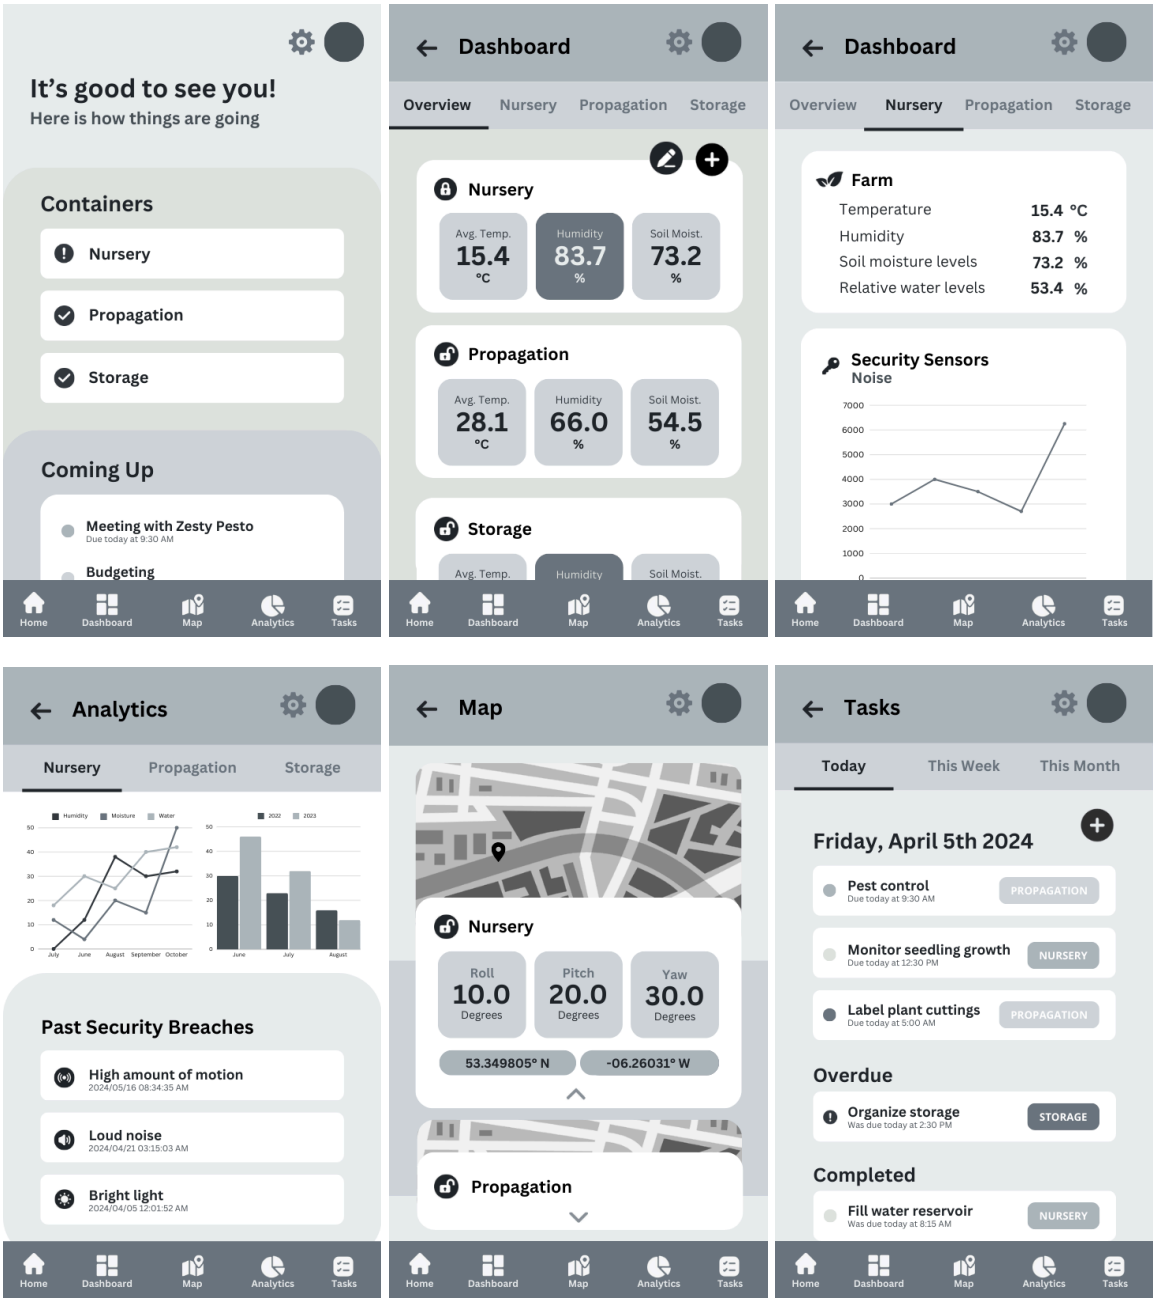 It's good to see you!
Here is how things are going
Containers
Nursery
Propagation
Storage
Coming Up
Meeting with Zesty Pesto
Due today at 9:30 AM
Budgeting
Home Dashboard Map Analytics Tasks
Dashboard
Overview Nursery Propagation Storage
Nursery
Avg. Temp. Humidity Soil Moist.
15.4 83.7 73.2
°C % %
Propagation
Avg. Temp. Humidity Soil Moist.
28.1 66.0 54.5
°C % %
Storage
Avg. Temp. Humidity Soil Moist.
Home Dashboard Map Analytics Tasks
Dashboard
Overview Nursery Propagation Storage
Farm
Temperature 15.4 °C
Humidity 83.7 %
Soil moisture levels 73.2 %
Relative water levels 53.4 %
Security Sensors
Noise
7000
6000
5000
4000
3000
2000
1000
0
Home Dashboard Map Analytics Tasks
Analytics
Nursery Propagation Storage
Humidity Moisture Water
50
40
30
20
10
0
July June August September October
2022 2023
50
40
30
20
10
0
June July August
Past Security Breaches
High amount of motion
2024/05/16 08:34:35 AM
Loud noise
2024/04/21 03:15:03 AM
Bright light
2024/04/05 12:01:52 AM
Home Dashboard Map Analytics Tasks
Map
Nursery
Roll Pitch Yaw
10.0 20.0 30.0
Degrees Degrees Degrees
53.349805° N -06.26031° W
Propagation
Home Dashboard Map Analytics Tasks
Tasks
Today This Week This Month
Friday, April 5th 2024
Pest control PROPAGATION
Due today at 9:30 AM
Monitor seedling growth NURSERY
Due today at 12:30 PM
Label plant cuttings PROPAGATION
Due today at 5:00 AM
Overdue
Organize storage STORAGE
Was due today at 2:30 PM
Completed
Fill water reservoir NURSERY
Was due today at 8:15 AM
Home Dashboard Map Analytics Tasks